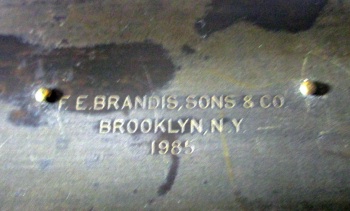 F. E. BRANDIS, SONS & CO.
BROOKLYN, N.Y
1985